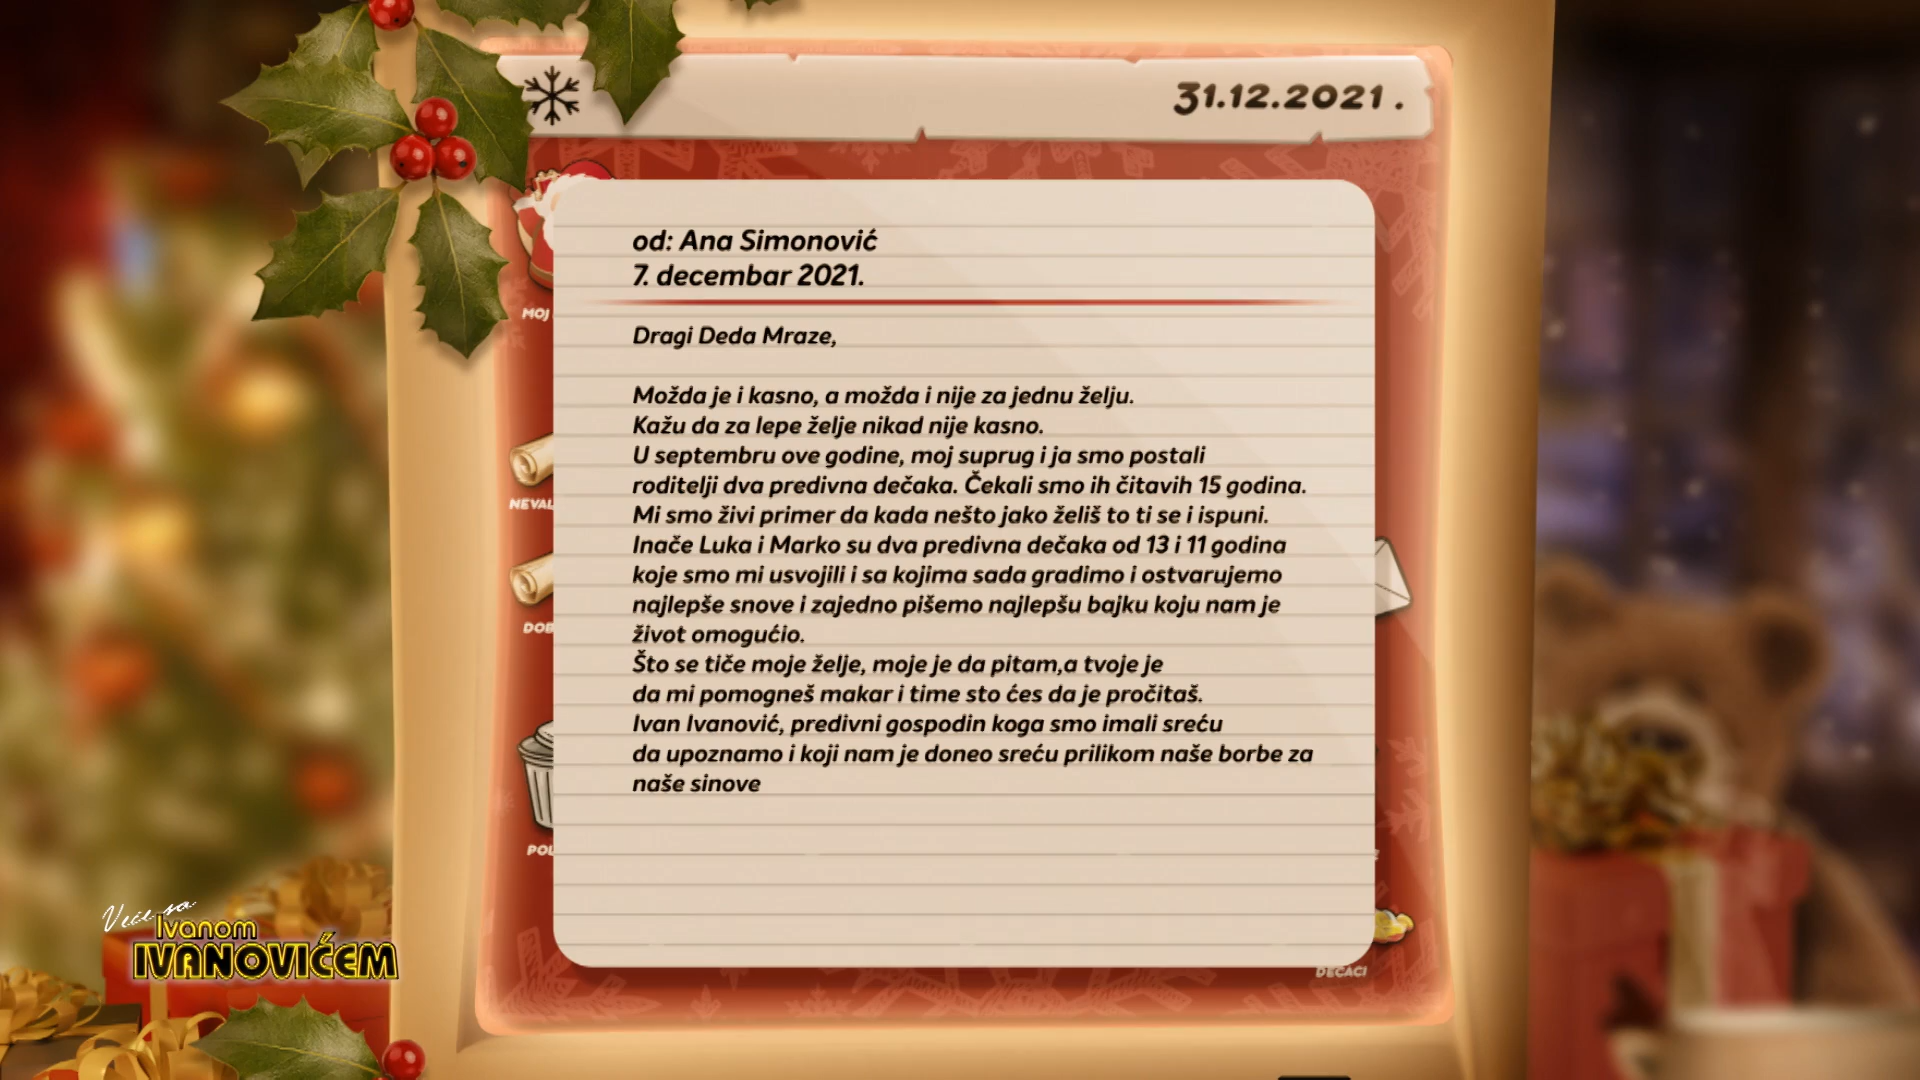 31.12.2021.
od: Ana Simonović
7. decembar 2021.
MOJ
Dragi Deda Mraze,
Možda je i kasno, a možda i nije za jednu želju.
Kažu da za lepe želje nikad nije kasno.
U septembru ove godine, moj suprug i ja smo postali
roditelji dva predivna dečaka. Čekali smo ih čitavih 15 godina.
Mi smo živi primer da kada nešto jako želiš to ti se i ispuni.
Inače Luka i Marko su dva predivna dečaka od 13 i 11 godina
koje smo mi usvojili i sa kojima sada gradimo i ostvarujemo
najlepše snove i zajedno pišemo najlepšu bajku koju nam je
život omogućio.
Što se tiče moje želje, moje je da pitam,a tvoje je
da mi pomogneš makar i time sto ćes da je pročitaš.
Ivan Ivanović, predivni gospodin koga smo imali sreću
da upoznamo i koji nam je doneo sreću prilikom naše borbe za
naše sinove
NEVAL
DOB
POL
DEČACI
Veče sa
Ivanom
IVANOVIĆEM